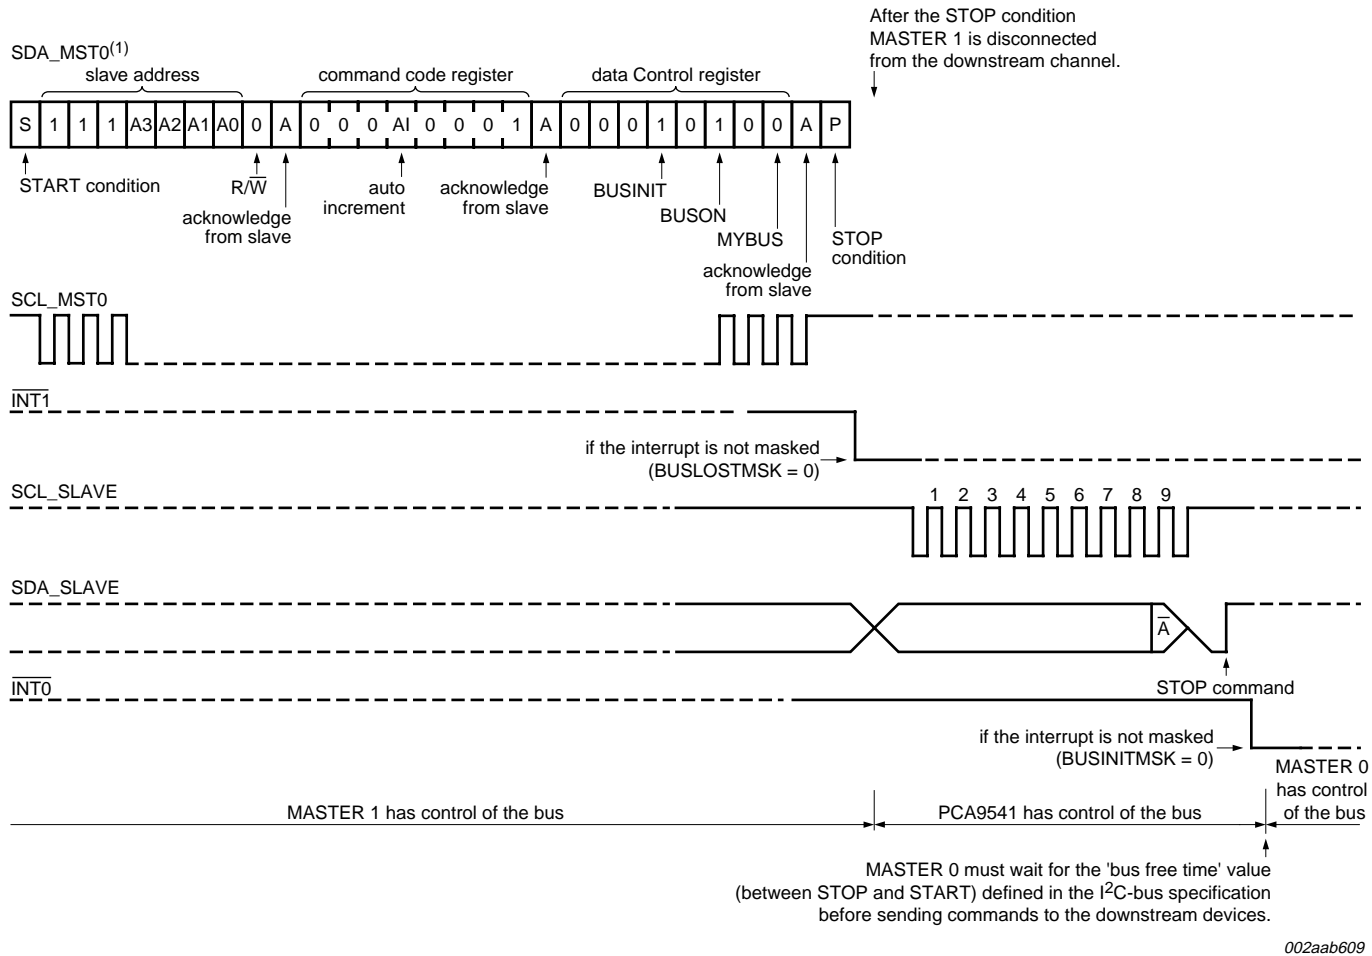 After the STOP condition
MASTER 1 is disconnected
from the downstream channel.
SDA_MST0(1)
slave address
command code register
data Control register
S 1 1 1 A3 A2 A1 A0 0 A 0 0 0 AI 0 0 0 1 A 0 0 0 1 0 1 0 0 A P
START condition
R/W̅
acknowledge
from slave
auto
increment
acknowledge
from slave
BUSINIT
BUSON
MYBUS
acknowledge
from slave
STOP
condition
SCL_MST0
I̅N̅T̅1̅
if the interrupt is not masked
(BUSLOSTMSK = 0)
SCL_SLAVE
1 2 3 4 5 6 7 8 9
SDA_SLAVE
A̅
STOP command
I̅N̅T̅0̅
if the interrupt is not masked
(BUSINITMSK = 0)
MASTER 1 has control of the bus
PCA9541 has control of the bus
MASTER 0
has control
of the bus
MASTER 0 must wait for the 'bus free time' value
(between STOP and START) defined in the I2C-bus specification
before sending commands to the downstream devices.
002aab609